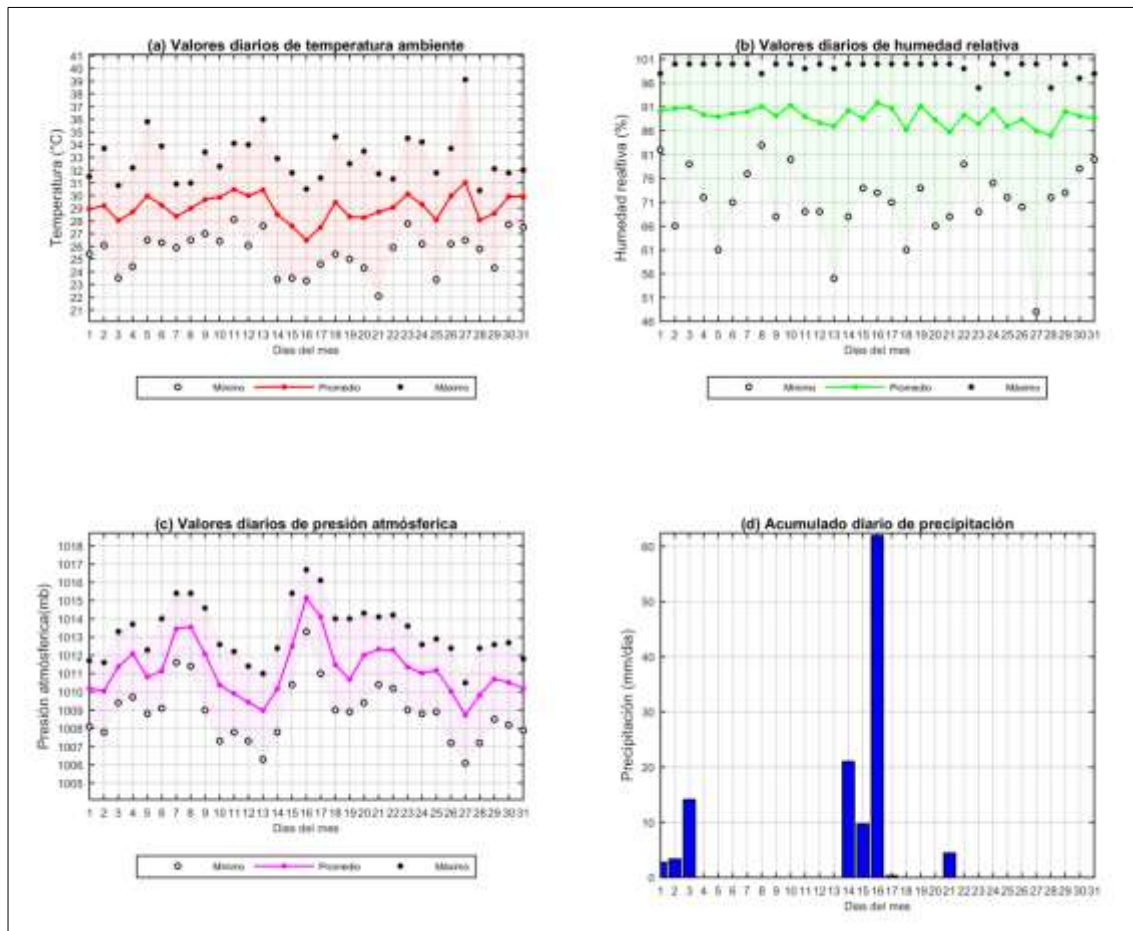 (a) Valores diarios de temperatura ambiente
41
40
39
38
37
36
35
34
33
32
31
30
29
28
27
26
25
24
23
22
21
Temperatura (°C)
1 2 3 4 5 6 7 8 9 10 11 12 13 14 15 16 17 18 19 20 21 22 23 24 25 26 27 28 29 30 31
Dias del mes
Mínimo Promedio Máximo
(b) Valores diarios de humedad relativa
101
96
91
86
81
76
71
66
61
56
51
46
Humedad realtiva (%)
1 2 3 4 5 6 7 8 9 10 11 12 13 14 15 16 17 18 19 20 21 22 23 24 25 26 27 28 29 30 31
Dias del mes
Mínimo Promedio Máximo
(c) Valores diarios de presión atmósferica
1018
1017
1016
1015
1014
1013
1012
1011
1010
1009
1008
1007
1006
1005
Presión atmósferica(mb)
1 2 3 4 5 6 7 8 9 10 11 12 13 14 15 16 17 18 19 20 21 22 23 24 25 26 27 28 29 30 31
Dias del mes
Mínimo Promedio Máximo
(d) Acumulado diario de precipitación
60
50
40
30
20
10
0
Precipitación (mm/dia)
1 2 3 4 5 6 7 8 9 10 11 12 13 14 15 16 17 18 19 20 21 22 23 24 25 26 27 28 29 30 31
Dias del mes